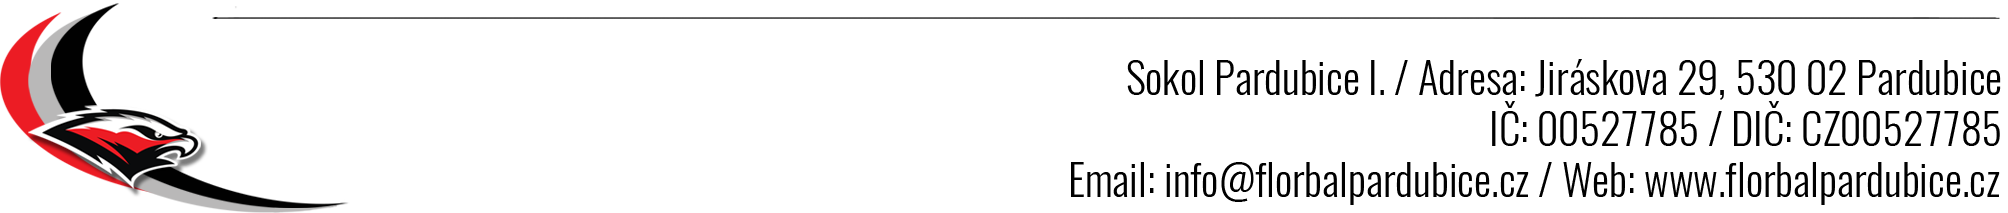 Sokol Pardubice I. / Adresa: Jiráskova 29, 530 02 Pardubice
IČ: 00527785 / DIČ: CZ00527785
Email: info@florbalpardubice.cz / Web: www.florbalpardubice.cz